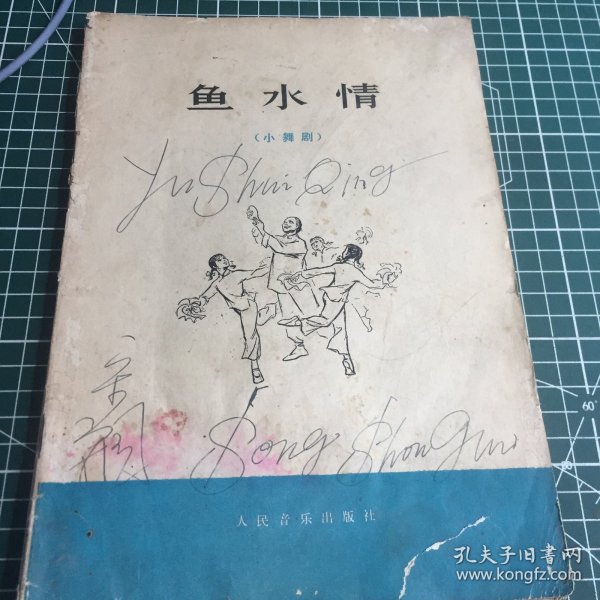 鱼水情
（小舞剧）
Yu Shui Qing
Song Shougui
人民音乐出版社
孔夫子旧书网
www.kongfz.com